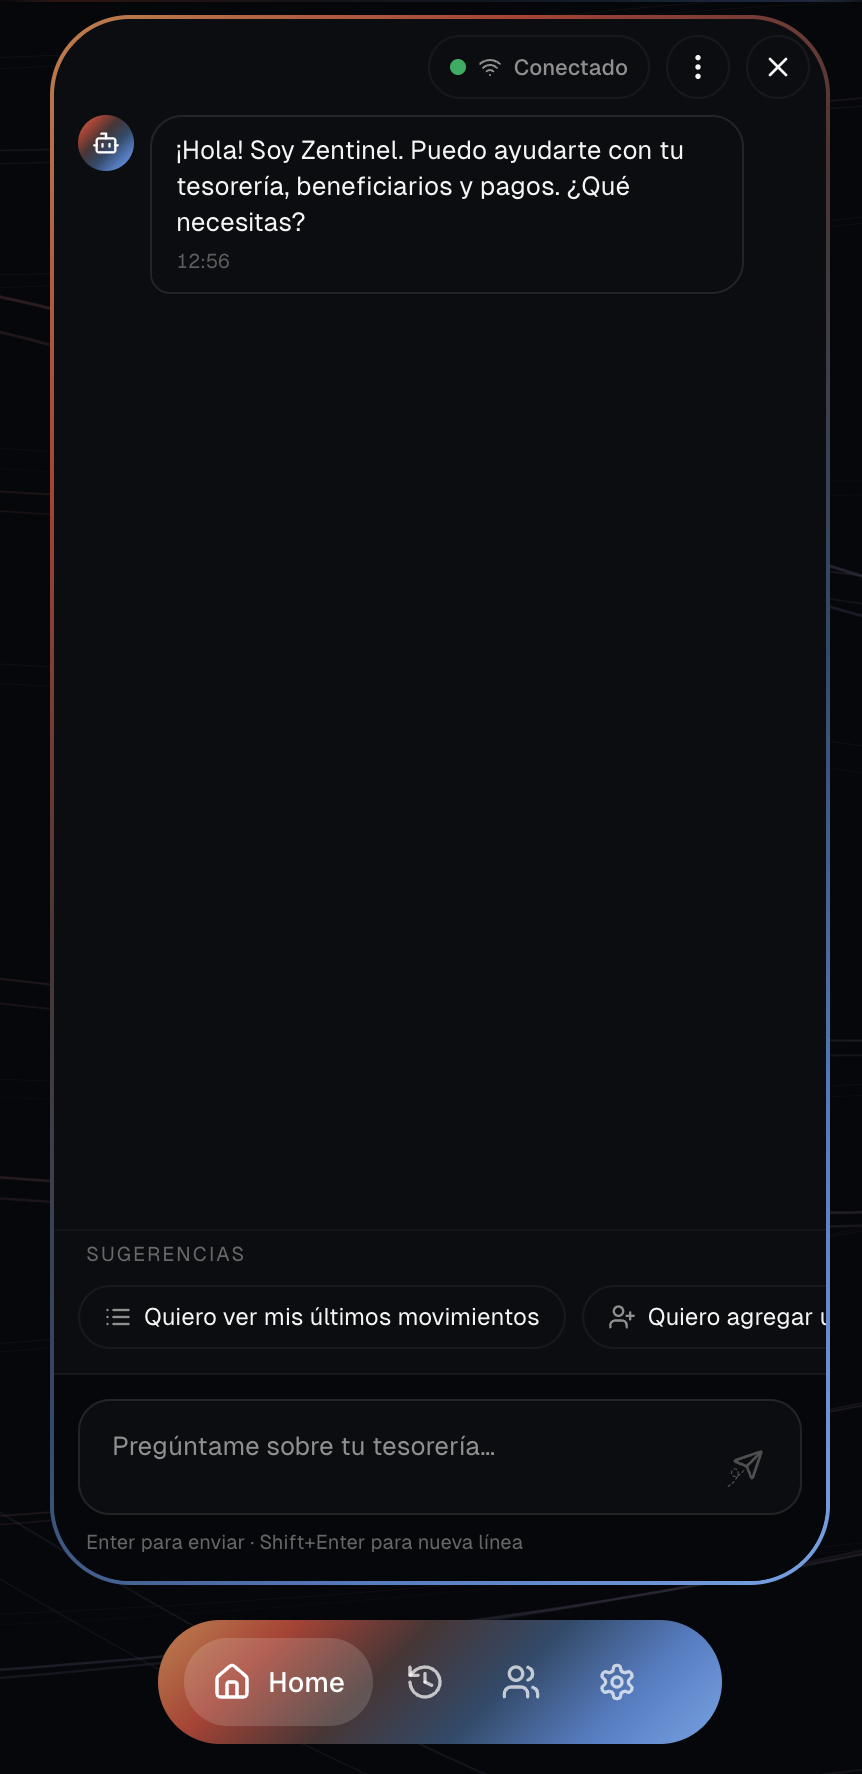 Conectado
¡Hola! Soy Zentinel. Puedo ayudarte con tu
tesorería, beneficiarios y pagos. ¿Qué
necesitas?
12:56
SUGERENCIAS
Quiero ver mis últimos movimientos
Quiero agregar
Pregúntame sobre tu tesorería...
Enter para enviar · Shift+Enter para nueva línea
Home